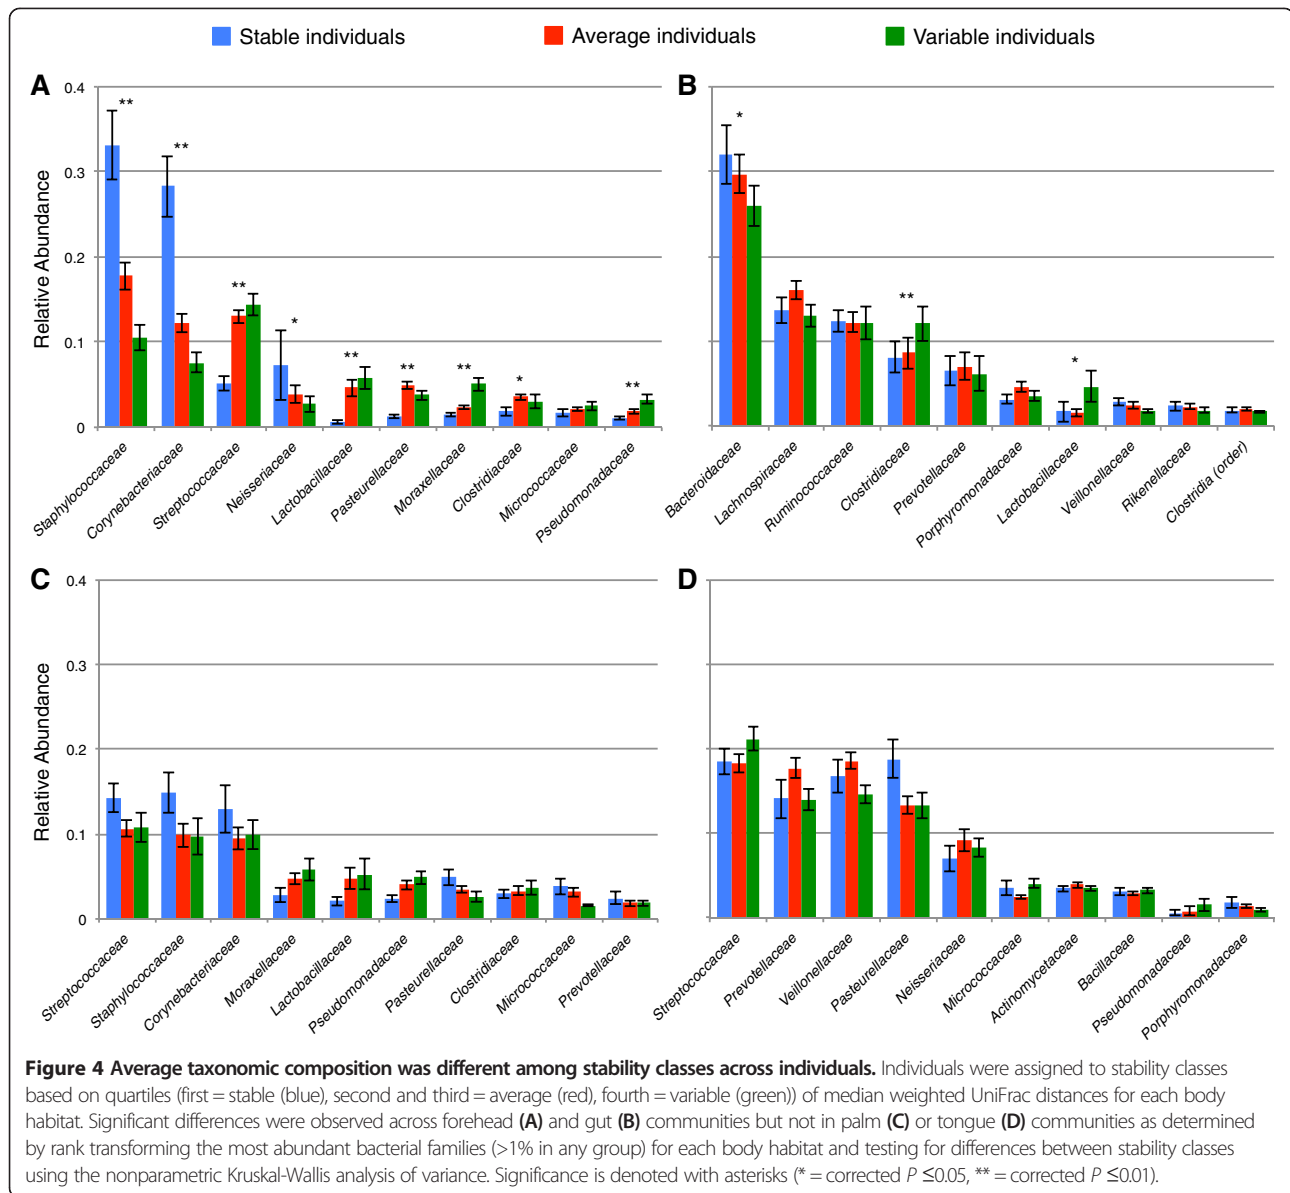 Stable individuals
Average individuals
Variable individuals
A
0.4
0.3
0.2
0.1
0
Relative Abundance
**
**
**
*
**
**
**
*
**
Staphylococcaceae
Corynebacteriaceae
Streptococcaceae
Neisseriaceae
Lactobacillaceae
Pasteurellaceae
Moraxellaceae
Clostridiaceae
Micrococcaceae
Pseudomonadaceae
B
*
**
*
Bacteroidaceae
Lachnospiraceae
Ruminococcaceae
Clostridiaceae
Prevotellaceae
Porphyromonadaceae
Lactobacillaceae
Veillonellaceae
Rikenellaceae
Clostridia (order)
C
0.4
0.3
0.2
0.1
0
Relative Abundance
Streptococcaceae
Staphylococcaceae
Corynebacteriaceae
Moraxellaceae
Lactobacillaceae
Pseudomonadaceae
Pasteurellaceae
Clostridiaceae
Micrococcaceae
Prevotellaceae
D
Streptococcaceae
Prevotellaceae
Veillonellaceae
Pasteurellaceae
Neisseriaceae
Micrococcaceae
Actinomycetaceae
Bacillaceae
Pseudomonadaceae
Porphyromonadaceae
Figure 4 Average taxonomic composition was different among stability classes across individuals. Individuals were assigned to stability classes
based on quartiles (first = stable (blue), second and third = average (red), fourth = variable (green)) of median weighted UniFrac distances for each body
habitat. Significant differences were observed across forehead (A) and gut (B) communities but not in palm (C) or tongue (D) communities as determined
by rank transforming the most abundant bacterial families (>1% in any group) for each body habitat and testing for differences between stability classes
using the nonparametric Kruskal-Wallis analysis of variance. Significance is denoted with asterisks (* = corrected P ≤0.05, ** = corrected P ≤0.01).